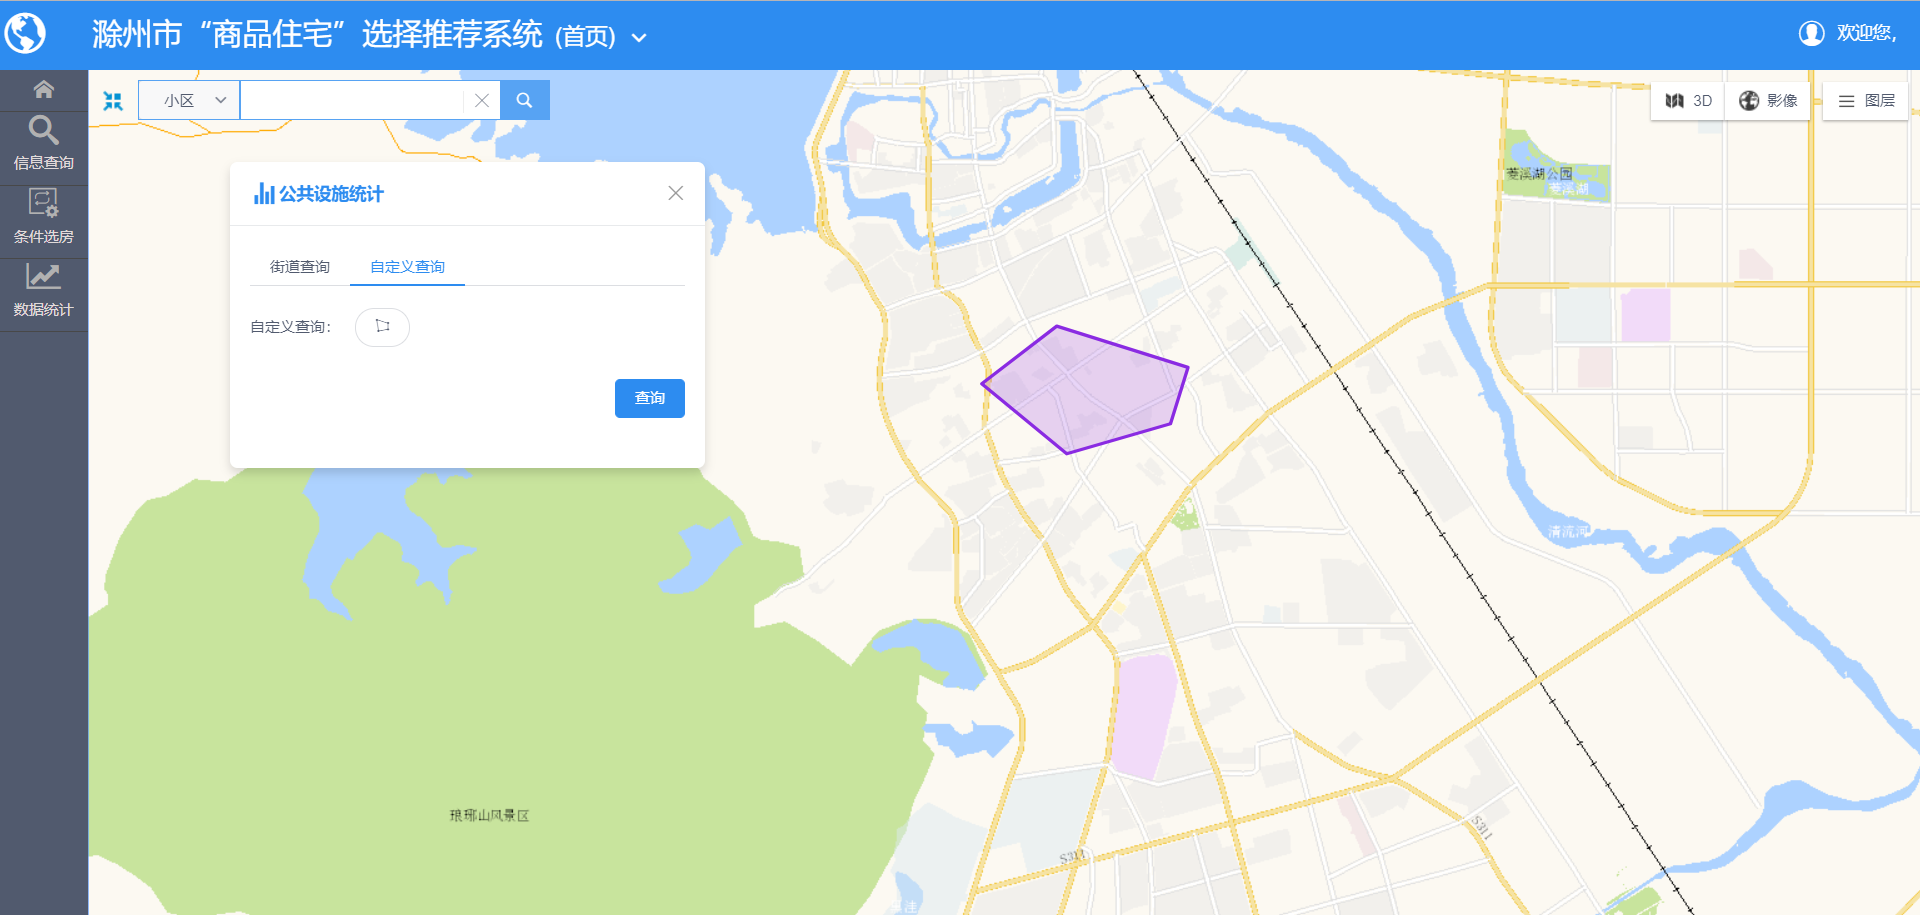 滁州市“商品住宅”选择推荐系统 (首页)
欢迎您,
小区
3D
影像
图层
信息查询
条件选房
数据统计
公共设施统计
街道查询
自定义查询
自定义查询:
查询
菱溪湖公园
菱溪湖
清流河
琅琊山风景区
S311
S311